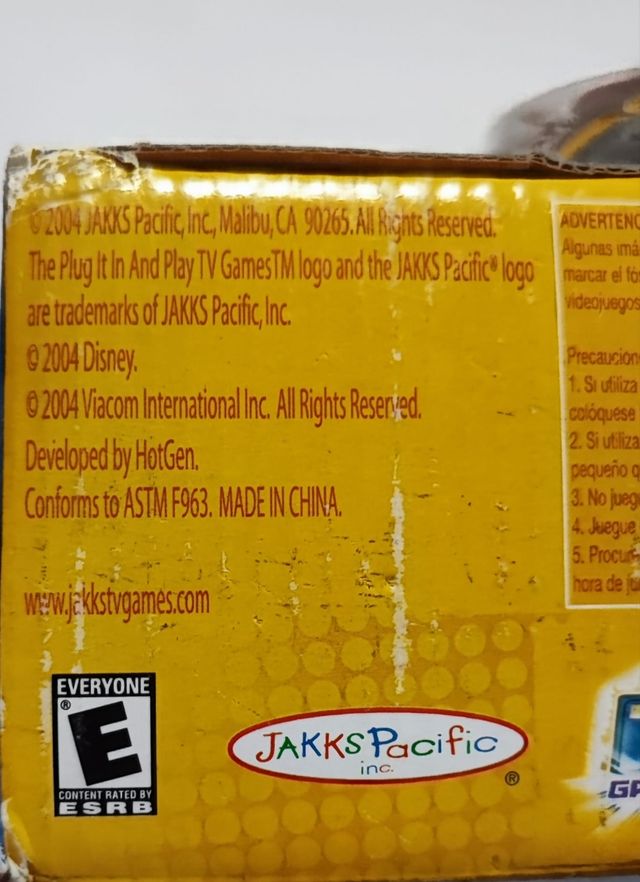 © 2004 JAKKS Pacific, Inc., Malibu, CA 90265. All Rights Reserved.
The Plug It In And Play TV GamesTM logo and the JAKKS Pacific® logo
are trademarks of JAKKS Pacific, Inc.
© 2004 Disney.
© 2004 Viacom International Inc. All Rights Reserved.
Developed by HotGen.
Conforms to ASTM F963. MADE IN CHINA.
www.jakkstvgames.com
EVERYONE
®
E
CONTENT RATED BY
ESRB
JAKKS Pacific
inc.
®
ADVERTENC
Algunas imá
marcar el fo
videojuegos
Precaucion
1. Si utiliza
colóquese
2. Si utiliza
pequeño q
3. No jueg
4. Juegue
5. Procur
hora de ju
GA